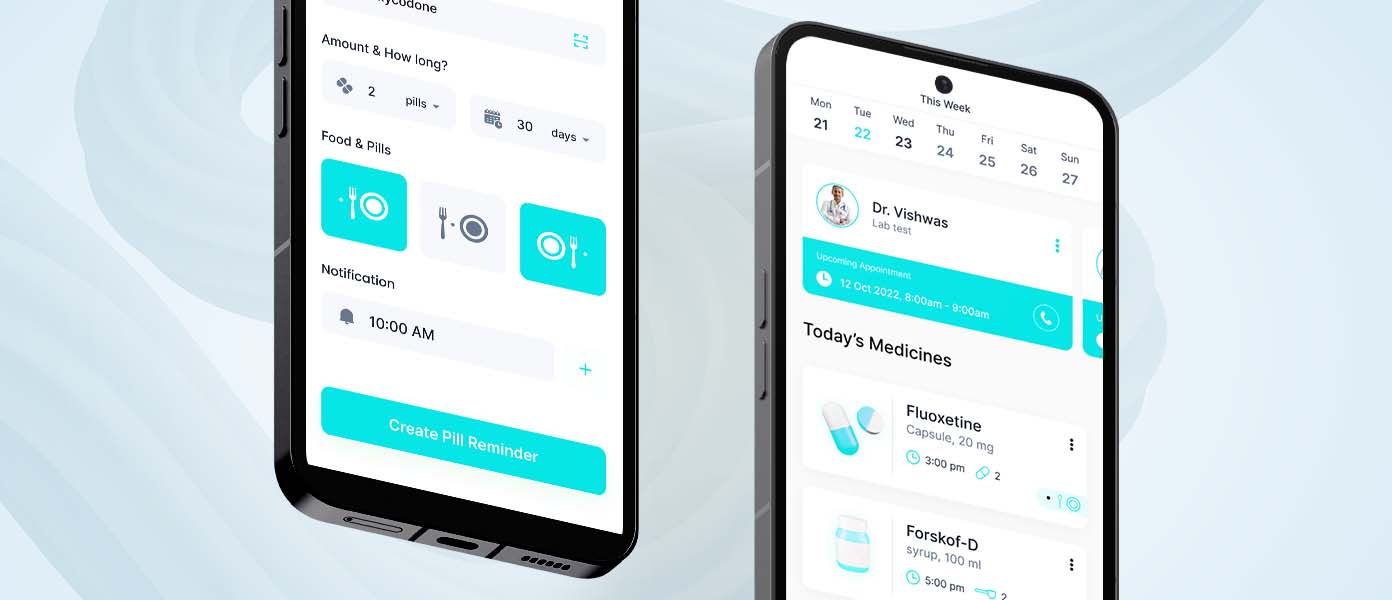 ycodone
Amount & How long?
2 pills
30 days
Food & Pills
Notification
10:00 AM
+
Create Pill Reminder
This Week
Mon Tue Wed Thu Fri Sat Sun
21 22 23 24 25 26 27
Dr. Vishwas
Lab test
Upcoming Appointment
12 Oct 2022, 8:00am - 9:00am
U
Today's Medicines
Fluoxetine
Capsule, 20 mg
3:00 pm 2
Forskof-D
syrup, 100 ml
5:00 pm 2